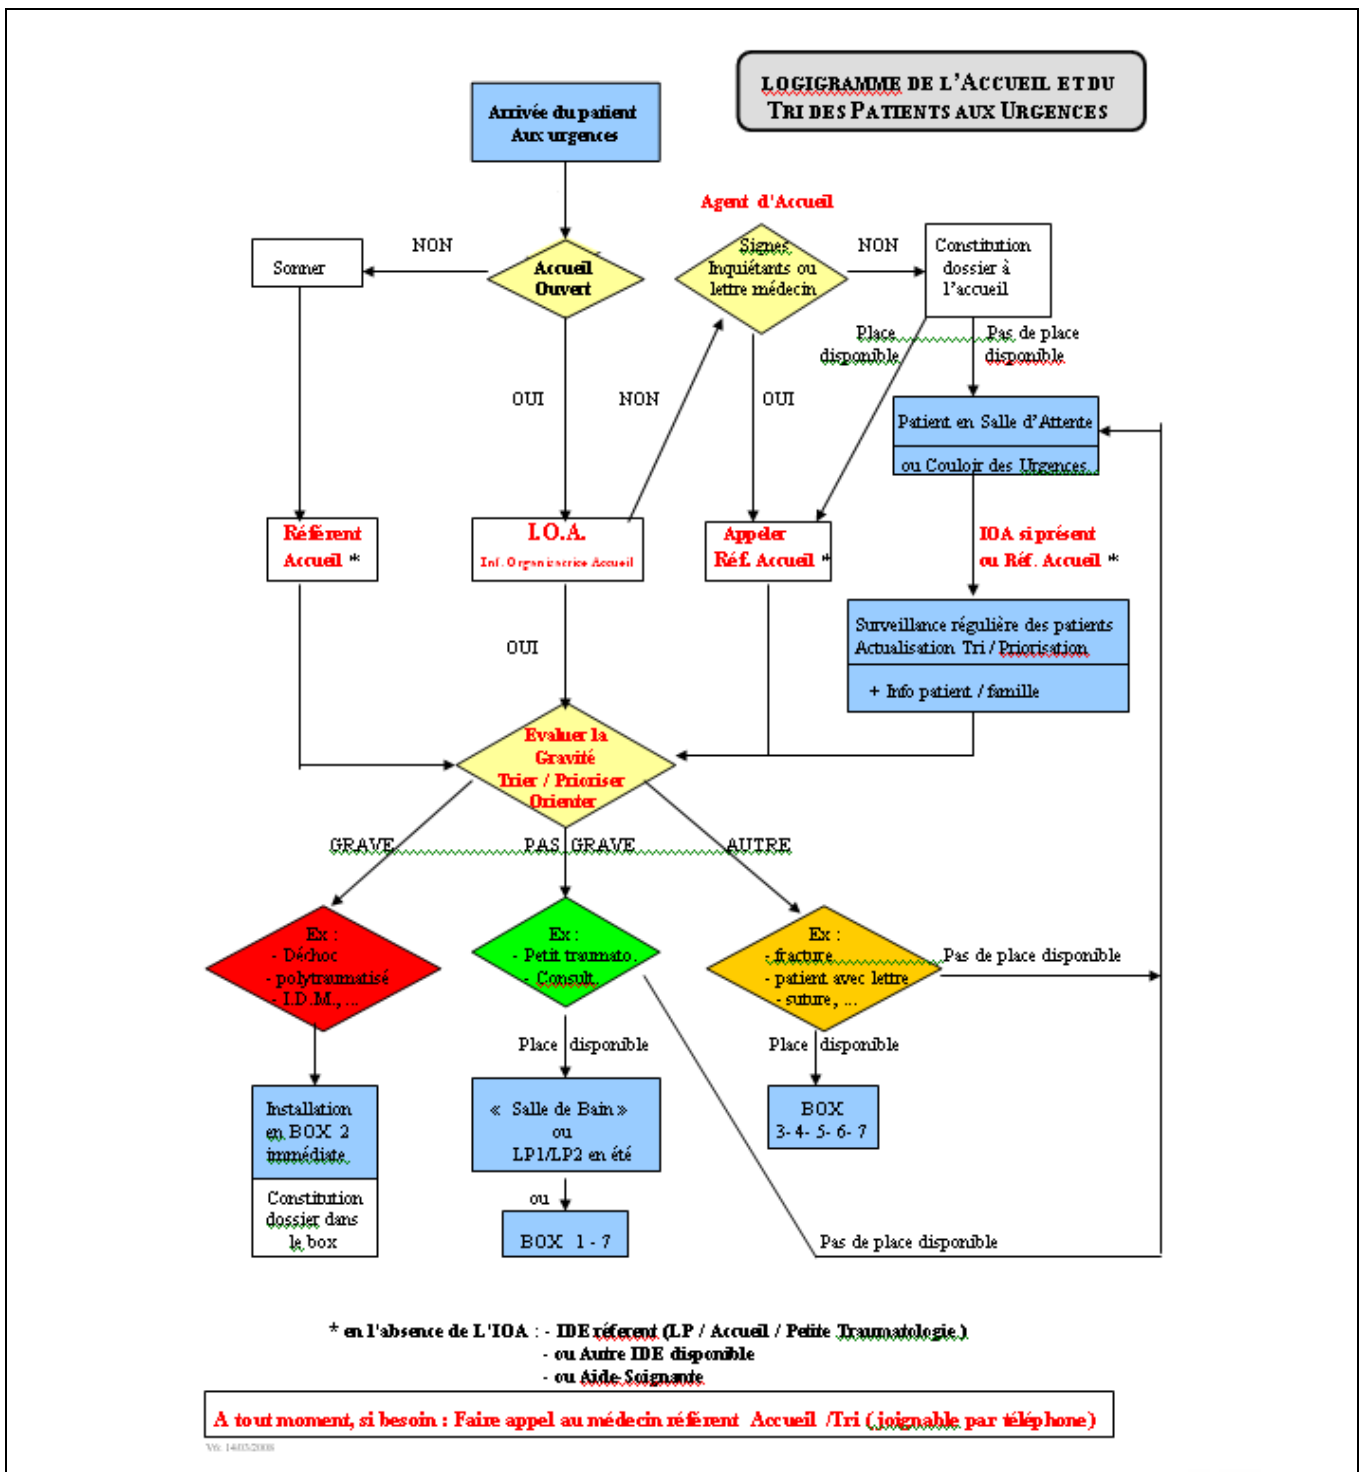 LOGIGRAMME DE L'ACCUEIL ET DU
TRI DES PATIENTS AUX URGENCES
Arrivée du patient
Aux urgences
Agent d'Accueil
Sonner
NON
Accueil
Ouvert
Signes
Inquiétants ou
lettre médecin
NON
Constitution
dossier à
l'accueil
Place
disponible
Pas de place
disponible
OUI
NON
OUI
Patient en Salle d'Attente
ou Couloir des Urgences
Référent
Accueil *
I.O.A.
Inf. Organisatrice Accueil
Appeler
Réf. Accueil *
IOA si présent
ou Réf. Accueil *
OUI
Surveillance régulière des patients
Actualisation Tri / Priorisation
+ Info patient / famille
Evaluer la
Gravité
Trier / Prioriser
Orienter
GRAVE
PAS GRAVE
AUTRE
Ex :
- Déchoc
- polytraumatisé
- I.D.M., ...
Ex :
- Petit traumato.
- Consult.
Ex :
- fracture
- patient avec lettre
- suture, ...
Pas de place disponible
Place disponible
Place disponible
Installation
en BOX 2
immédiate
Constitution
dossier dans
le box
« Salle de Bain »
ou
LP1/LP2 en été
ou
BOX 1 - 7
BOX
3- 4- 5- 6- 7
Pas de place disponible
* en l'absence de L'IOA : - IDE réferent (LP / Accueil / Petite Traumatologie )
- ou Autre IDE disponible
- ou Aide-Soignante
A tout moment, si besoin : Faire appel au médecin référent Accueil /Tri ( joignable par téléphone)
V6: 14/03/2008